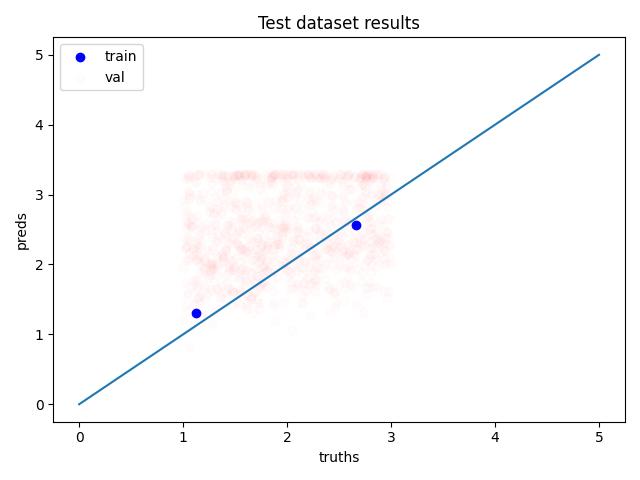 Test dataset results
train
val
preds
5
4
3
2
1
0
0 1 2 3 4 5
truths